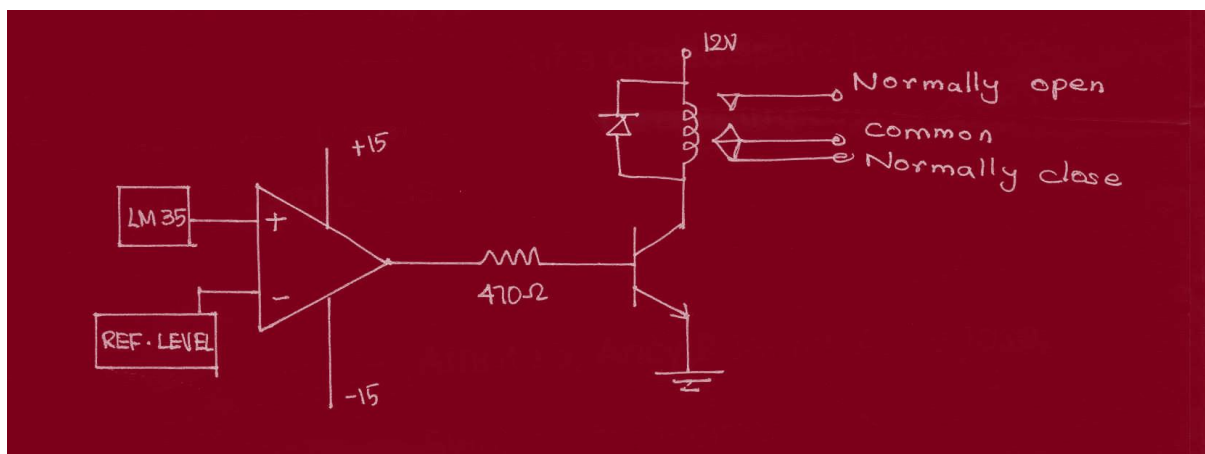 12V
Normally open
common
Normally close
+15
LM35
+
-
470Ω
REF. LEVEL
-15